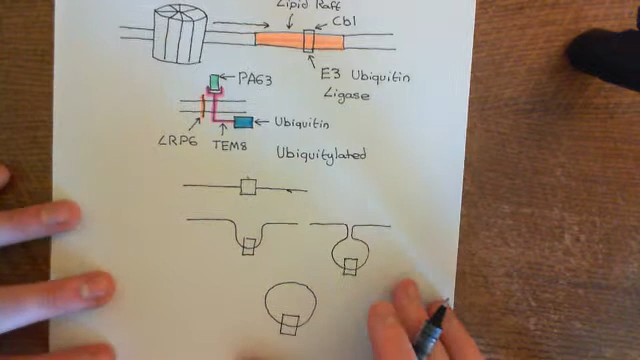 Lipid Raft
Cbl
E3 Ubiquitin
Ligase
PA63
Ubiquitin
LRP6
TEM8
Ubiquitylated